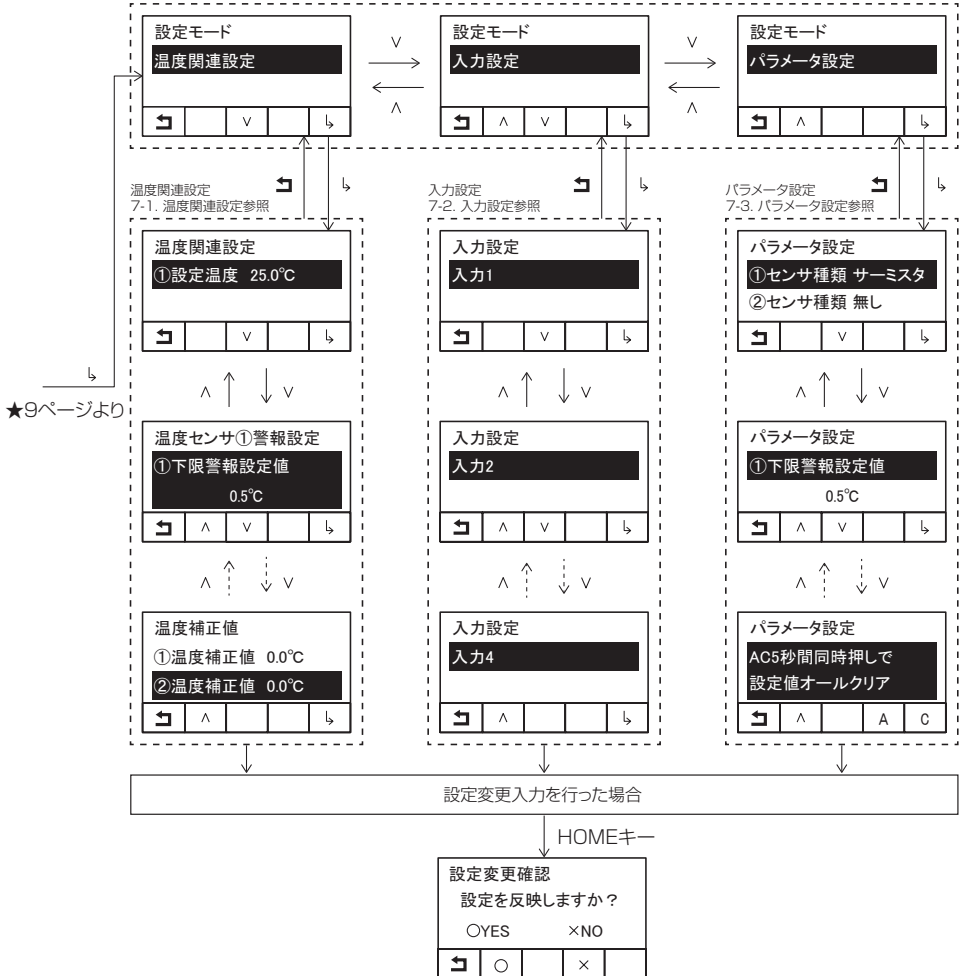 設定モード
温度関連設定
∨
設定モード
入力設定
∧ ∨
設定モード
パラメータ設定
∧
∨
∧
∨
∧
温度関連設定
7-1. 温度関連設定参照
入力設定
7-2. 入力設定参照
パラメータ設定
7-3. パラメータ設定参照
温度関連設定
①設定温度 25.0℃
∨
入力設定
入力1
∨
パラメータ設定
①センサ種類 サーミスタ
②センサ種類 無し
∨
★9ページより
∧ ∨
∧ ∨
∧ ∨
温度センサ①警報設定
①下限警報設定値
0.5℃
∧ ∨
入力設定
入力2
∧ ∨
パラメータ設定
①下限警報設定値
0.5℃
∧ ∨
∧ ∨
∧ ∨
∧ ∨
温度補正値
①温度補正値 0.0℃
②温度補正値 0.0℃
∧
入力設定
入力4
∧
パラメータ設定
AC5秒間同時押しで
設定値オールクリア
∧ A C
設定変更入力を行った場合
HOMEキー
設定変更確認
設定を反映しますか？
○YES ×NO
○ ×